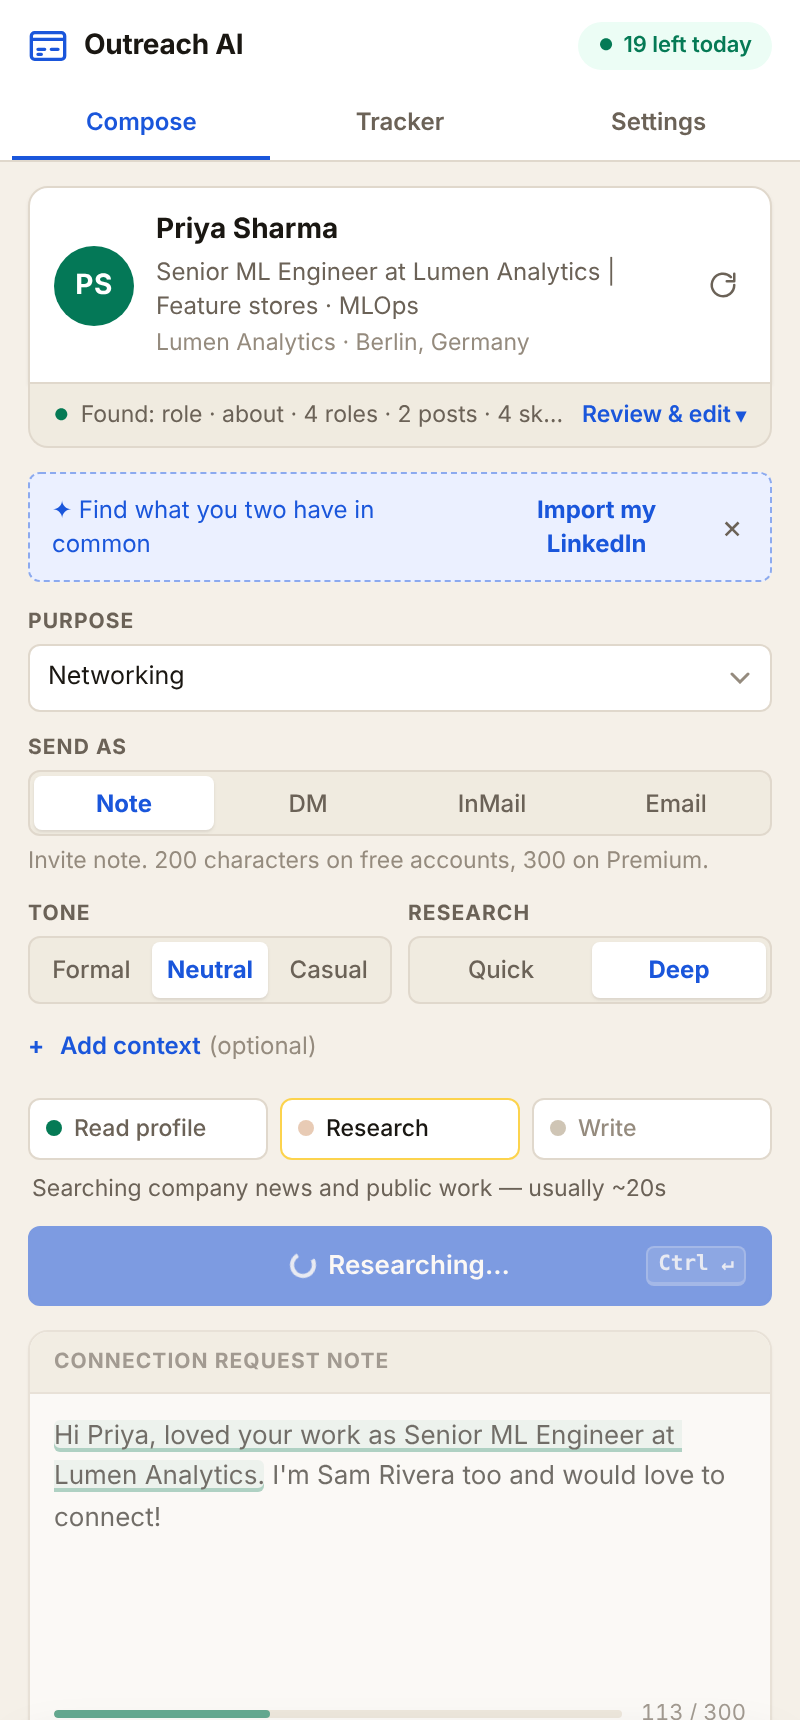 Outreach AI
19 left today
Compose
Tracker
Settings
PS
Priya Sharma
Senior ML Engineer at Lumen Analytics |
Feature stores · MLOps
Lumen Analytics · Berlin, Germany
Found: role · about · 4 roles · 2 posts · 4 sk...
Review & edit ▾
✦ Find what you two have in
common
Import my
LinkedIn
✕
PURPOSE
Networking
SEND AS
Note
DM
InMail
Email
Invite note. 200 characters on free accounts, 300 on Premium.
TONE
RESEARCH
Formal
Neutral
Casual
Quick
Deep
+ Add context (optional)
Read profile
Research
Write
Searching company news and public work — usually ~20s
Researching...
Ctrl ↵
CONNECTION REQUEST NOTE
Hi Priya, loved your work as Senior ML Engineer at
Lumen Analytics. I'm Sam Rivera too and would love to
connect!
113 / 300